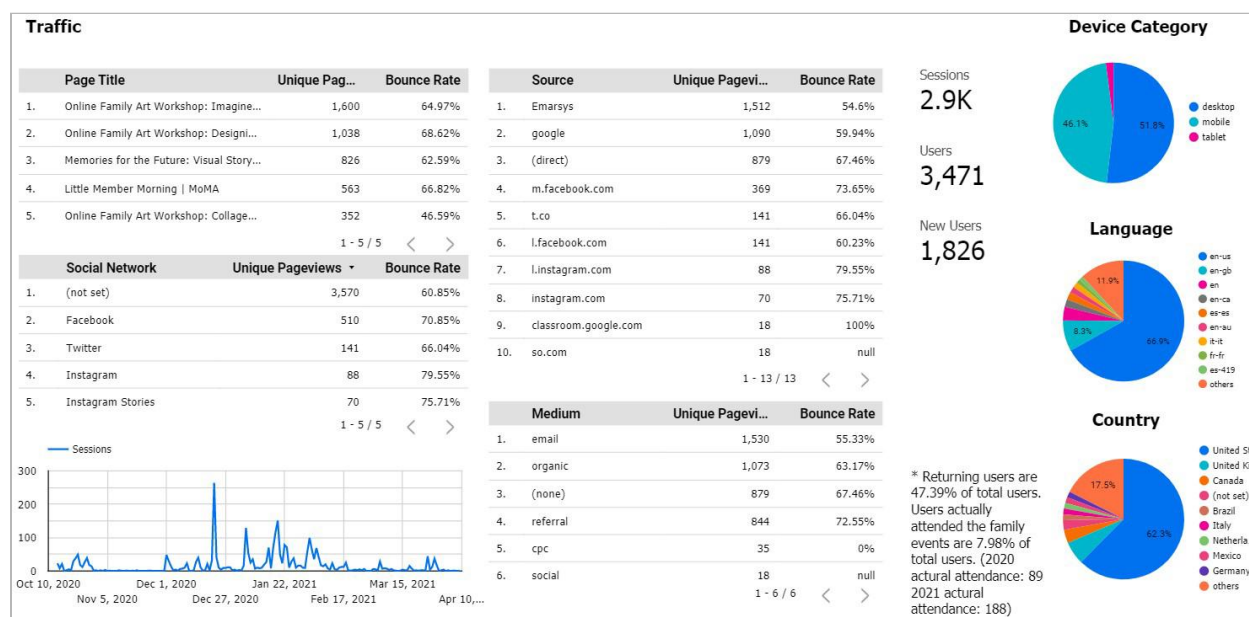 Traffic
Page Title Unique Pag... Bounce Rate
1. Online Family Art Workshop: Imagine... 1,600 64.97%
2. Online Family Art Workshop: Designi... 1,038 68.62%
3. Memories for the Future: Visual Story... 826 62.59%
4. Little Member Morning | MoMA 563 66.82%
5. Online Family Art Workshop: Collage... 352 46.59%
1 - 5 / 5
Social Network Unique Pageviews Bounce Rate
1. (not set) 3,570 60.85%
2. Facebook 510 70.85%
3. Twitter 141 66.04%
4. Instagram 88 79.55%
5. Instagram Stories 70 75.71%
1 - 5 / 5
Sessions
300
200
100
0
Oct 10, 2020 Dec 1, 2020 Jan 22, 2021 Mar 15, 2021
Nov 5, 2020 Dec 27, 2020 Feb 17, 2021 Apr 10,...
Source Unique Pagevi... Bounce Rate
1. Emarsys 1,512 54.6%
2. google 1,090 59.94%
3. (direct) 879 67.46%
4. m.facebook.com 369 73.65%
5. t.co 141 66.04%
6. l.facebook.com 141 60.23%
7. l.instagram.com 88 79.55%
8. instagram.com 70 75.71%
9. classroom.google.com 18 100%
10. so.com 18 null
1 - 13 / 13
Medium Unique Pagevi... Bounce Rate
1. email 1,530 55.33%
2. organic 1,073 63.17%
3. (none) 879 67.46%
4. referral 844 72.55%
5. cpc 35 0%
6. social 18 null
1 - 6 / 6
Sessions
2.9K
Users
3,471
New Users
1,826
* Returning users are
47.39% of total users.
Users actually
attended the family
events are 7.98% of
total users. (2020
actural attendance: 89
2021 actural
attendance: 188)
Device Category
46.1%
51.8%
desktop
mobile
tablet
Language
11.9%
8.3%
66.9%
en-us
en-gb
en
en-ca
es-es
en-au
it-it
fr-fr
es-419
others
Country
17.5%
62.3%
United St
United Ki
Canada
(not set)
Brazil
Italy
Netherla
Mexico
Germany
others